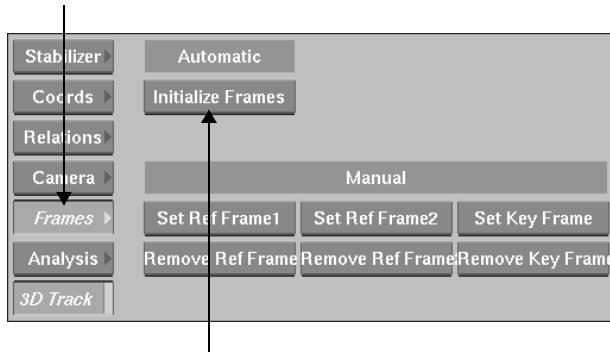 Stabilizer Automatic
Coords Initialize Frames
Relations
Camera Manual
Frames Set Ref Frame1 Set Ref Frame2 Set Key Frame
Analysis Remove Ref Frame Remove Ref Frame Remove Key Fram
3D Track